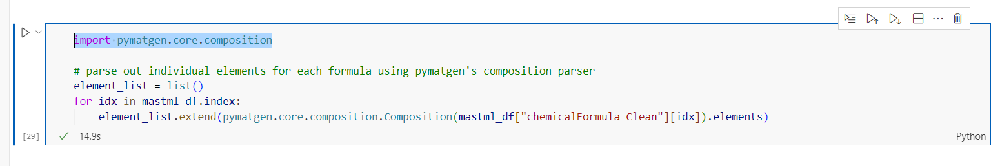 import pymatgen.core.composition
# parse out individual elements for each formula using pymatgen's composition parser
element_list = list()
for idx in mastml_df.index:
    element_list.extend(pymatgen.core.composition.Composition(mastml_df["chemicalFormula Clean"][idx]).elements)
[29] 14.9s Python